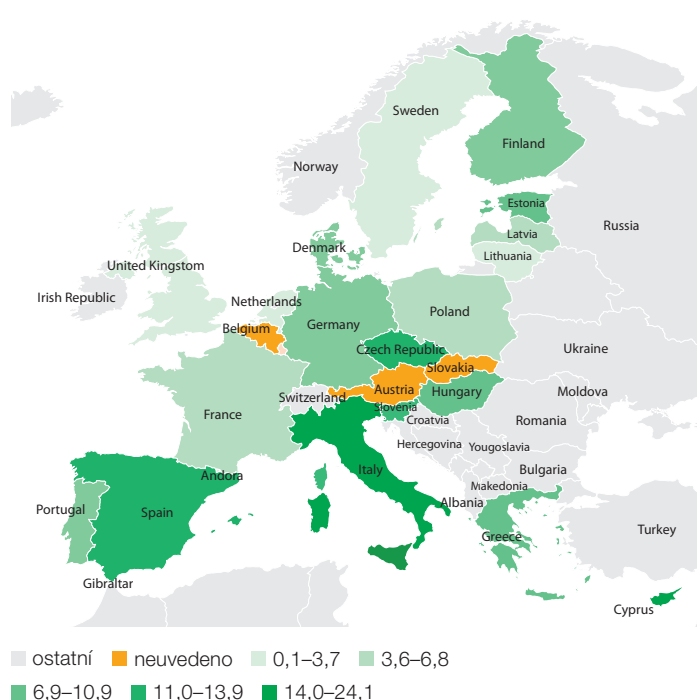 Sweden
Finland
Norway
Estonia
Russia
Latvia
Denmark
Lithuania
United Kingstom
Irish Republic
Netherlands
Poland
Belgium
Germany
Czech Republic
Ukraine
Slovakia
Austria
Hungary
Moldova
Switzerland
Slovenia
France
Croatvia
Romania
Hercegovina
Yougoslavia
Italy
Bulgaria
Andora
Makedonia
Albania
Portugal
Spain
Turkey
Greece
Gibraltar
Cyprus
ostatní neuvedeno 0,1–3,7 3,6–6,8
6,9–10,9 11,0–13,9 14,0–24,1